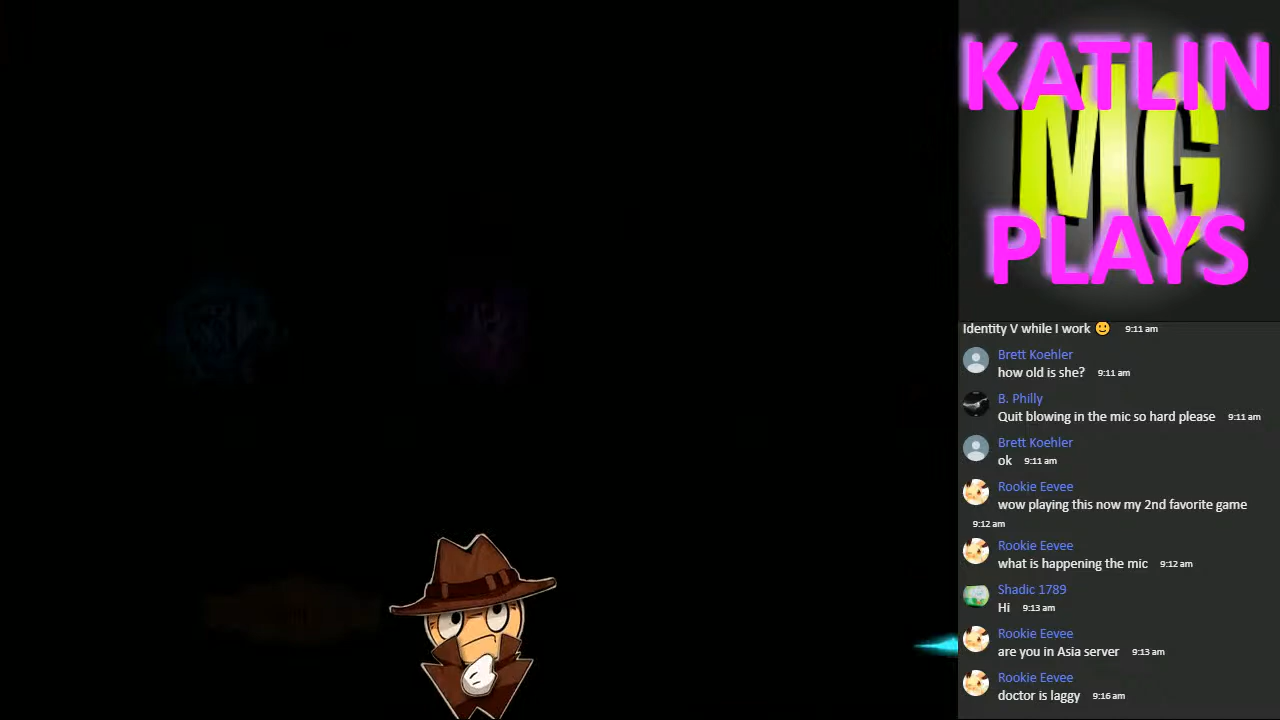 KATLIN
MG
PLAYS
Identity V while I work 9:11 am
Brett Koehler
how old is she? 9:11 am
B. Philly
Quit blowing in the mic so hard please 9:11 am
Brett Koehler
ok 9:11 am
Rookie Eevee
wow playing this now my 2nd favorite game
9:12 am
Rookie Eevee
what is happening the mic 9:12 am
Shadic 1789
Hi 9:13 am
Rookie Eevee
are you in Asia server 9:13 am
Rookie Eevee
doctor is laggy 9:16 am